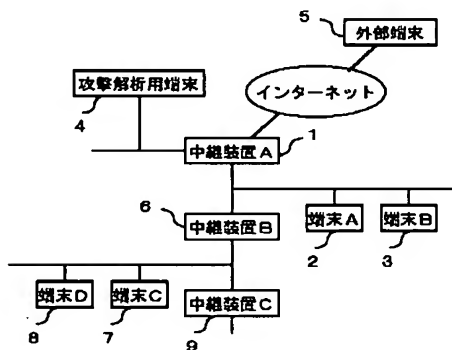 5
外部端末
攻撃解析用端末
インターネット
4
1
中継装置A
6
中継装置B
端末A
端末B
2
3
端末D
端末C
中継装置C
8
7
9